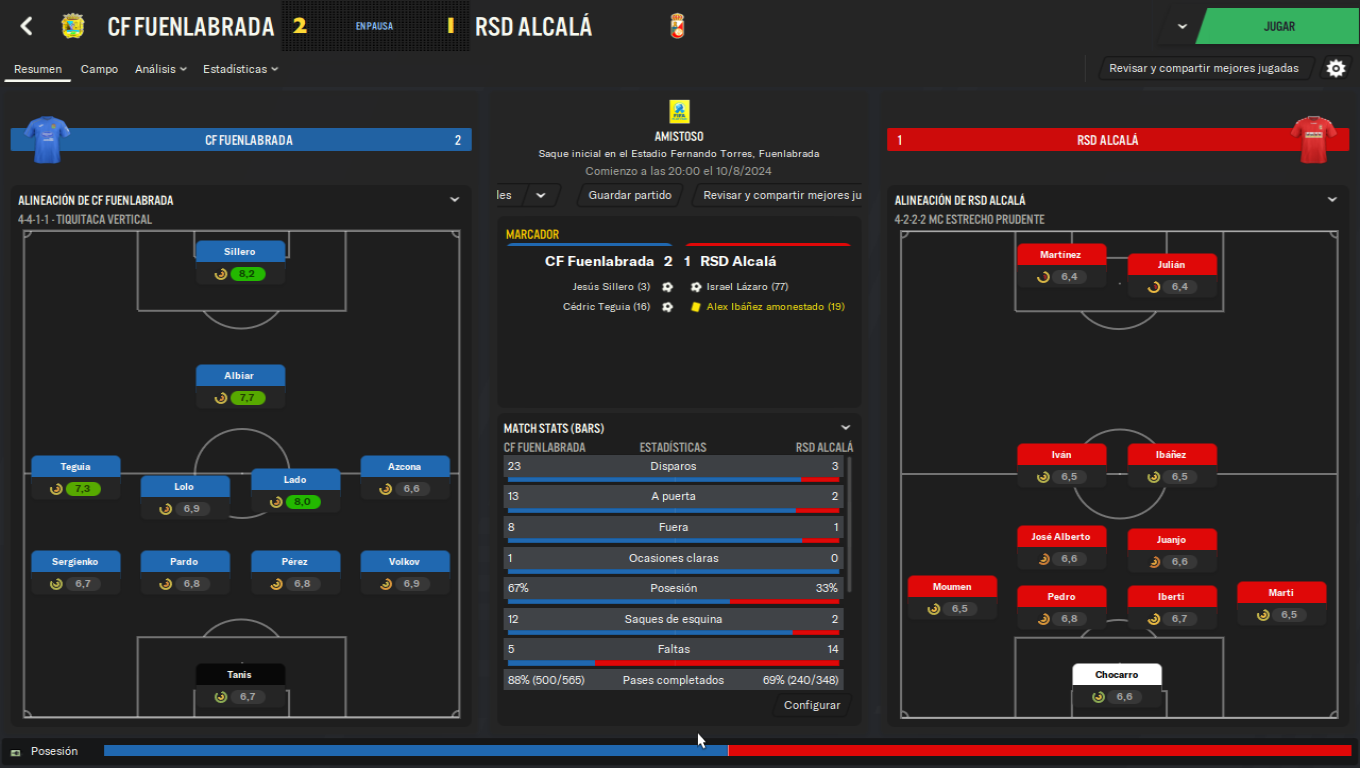 CF FUENLABRADA 2 EN PAUSA 1 RSD ALCALÁ JUGAR
Resumen Campo Análisis Estadísticas Revisar y compartir mejores jugadas
CF FUENLABRADA 2
ALINEACIÓN DE CF FUENLABRADA
4-4-1-1 - TIQUITACA VERTICAL
Sillero
8,2
Albiar
7,7
Teguia
7,3
Lolo
6,9
Lado
8,0
Azcona
6,6
Sergienko
6,7
Pardo
6,8
Pérez
6,8
Volkov
6,9
Tanis
6,7
FIFA
AMISTOSO
Saque inicial en el Estadio Fernando Torres, Fuenlabrada
Comienzo a las 20:00 el 10/8/2024
les Guardar partido Revisar y compartir mejores ju
MARCADOR
CF Fuenlabrada 2 1 RSD Alcalá
Jesús Sillero (3) Israel Lázaro (77)
Cédric Teguia (16) Alex Ibáñez amonestado (19)
MATCH STATS (BARS)
CF FUENLABRADA ESTADÍSTICAS RSD ALCALÁ
23 Disparos 3
13 A puerta 2
8 Fuera 1
1 Ocasiones claras 0
67% Posesión 33%
12 Saques de esquina 2
5 Faltas 14
88% (500/565) Pases completados 69% (240/348)
Configurar
1 RSD ALCALÁ
ALINEACIÓN DE RSD ALCALÁ
4-2-2-2 MC ESTRECHO PRUDENTE
Martínez
6,4
Julián
6,4
Iván
6,5
Ibáñez
6,5
José Alberto
6,6
Juanjo
6,6
Moumen
6,5
Pedro
6,8
Iberti
6,7
Martí
6,5
Chocarro
6,6
Posesión